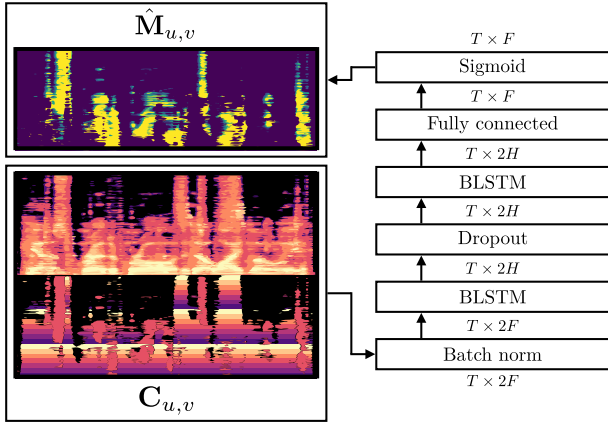 M̂u,v
Cu,v
T × F
Sigmoid
T × F
Fully connected
T × 2H
BLSTM
T × 2H
Dropout
T × 2H
BLSTM
T × 2F
Batch norm
T × 2F